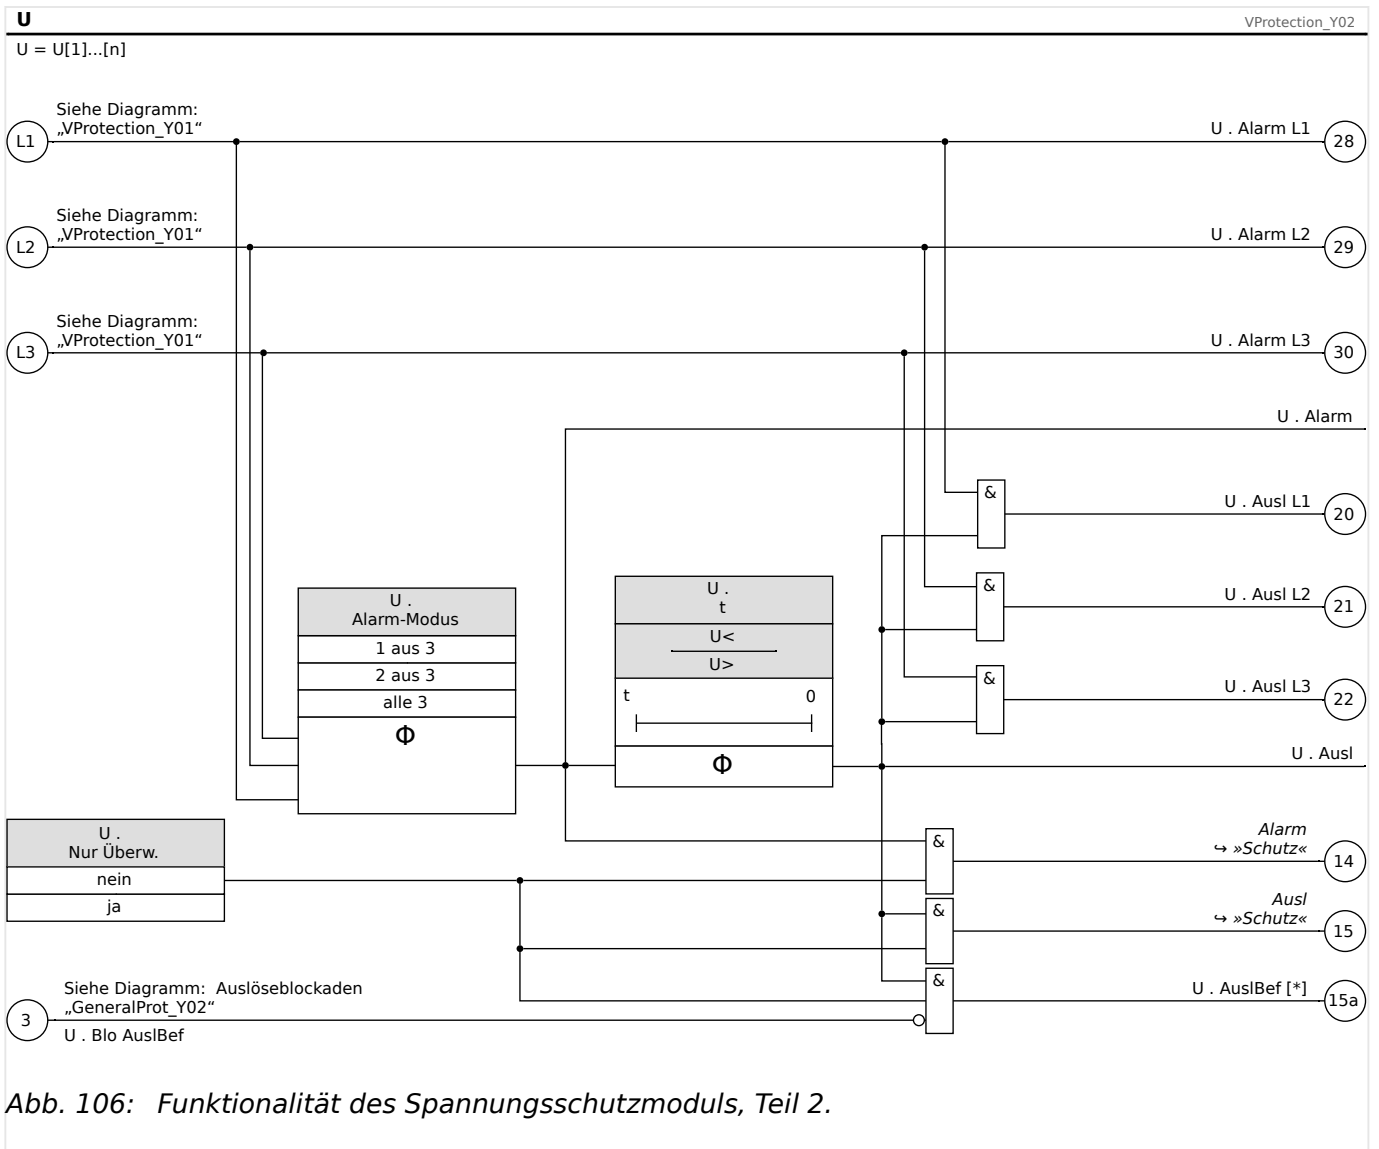 U
VProtection_Y02
U = U[1]...[n]
Siehe Diagramm:
„VProtection_Y01“
L1
U . Alarm L1
28
Siehe Diagramm:
„VProtection_Y01“
L2
U . Alarm L2
29
Siehe Diagramm:
„VProtection_Y01“
L3
U . Alarm L3
30
U . Alarm
&
U . Ausl L1
20
&
U . Ausl L2
21
&
U . Ausl L3
22
U .
Alarm-Modus
1 aus 3
2 aus 3
alle 3
Φ
U .
t
U<
U>
t 0
Φ
U . Ausl
U .
Nur Überw.
nein
ja
&
Alarm
↪ »Schutz«
14
&
Ausl
↪ »Schutz«
15
&
U . AuslBef [*]
15a
Siehe Diagramm: Auslöseblockaden
„GeneralProt_Y02“
3
U . Blo AuslBef
Abb. 106: Funktionalität des Spannungsschutzmoduls, Teil 2.